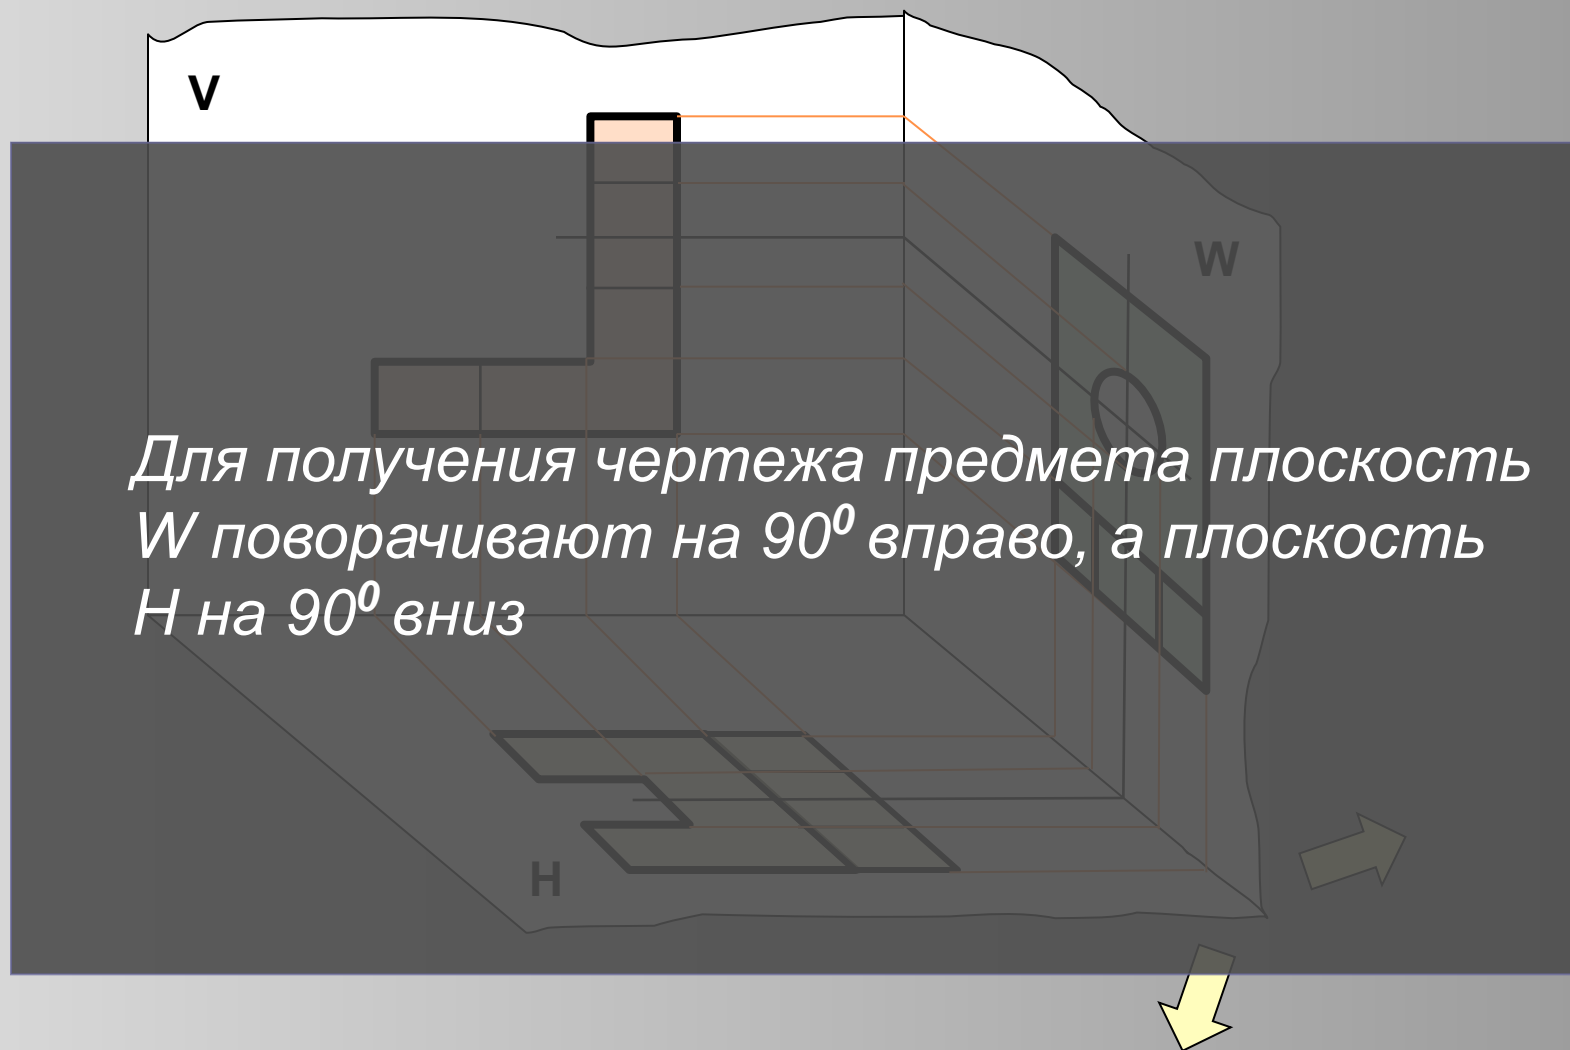 V
W
Для получения чертежа предмета плоскость
W поворачивают на 90⁰ вправо, а плоскость
Н на 90⁰ вниз
H